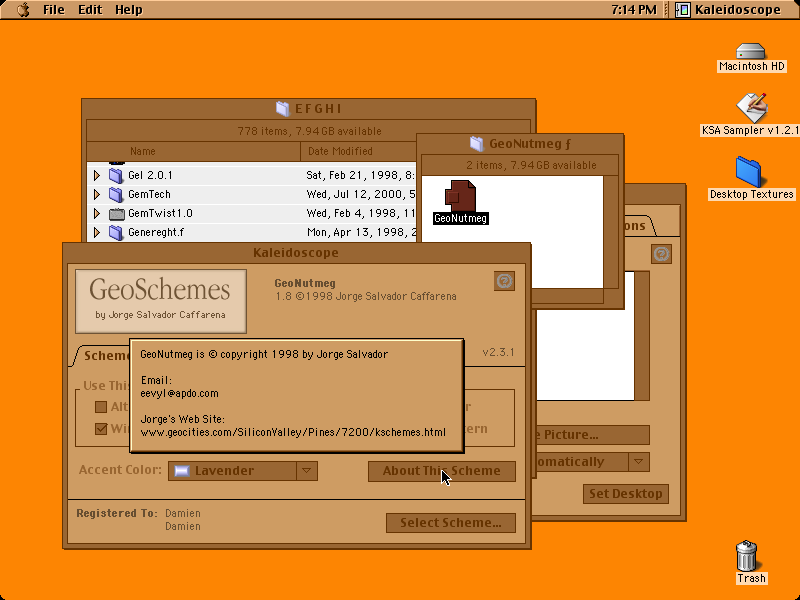 File Edit Help
7:14 PM
Kaleidoscope
Macintosh HD
KSA Sampler v1.2.1
Desktop Textures
Trash
E F G H I
778 items, 7.94 GB available
Name Date Modified
Gel 2.0.1 Sat, Feb 21, 1998, 8:
GemTech Wed, Jul 12, 2000, 5
GemTwist1.0 Wed, Feb 4, 1998, 11
Genereght.f Mon, Apr 13, 1998, 2
GeoNutmeg ƒ
2 items, 7.94 GB available
GeoNutmeg
ons
e Picture...
omatically
Set Desktop
Kaleidoscope
GeoSchemes
by Jorge Salvador Caffarena
GeoNutmeg
1.8 ©1998 Jorge Salvador Caffarena
Scheme
v2.3.1
Use This
Alt
r
Wi
tern
GeoNutmeg is © copyright 1998 by Jorge Salvador
Email:
eevyl@apdo.com
Jorge's Web Site:
www.geocities.com/SiliconValley/Pines/7200/kschemes.html
Accent Color: Lavender
About This Scheme
Registered To: Damien
Damien
Select Scheme...